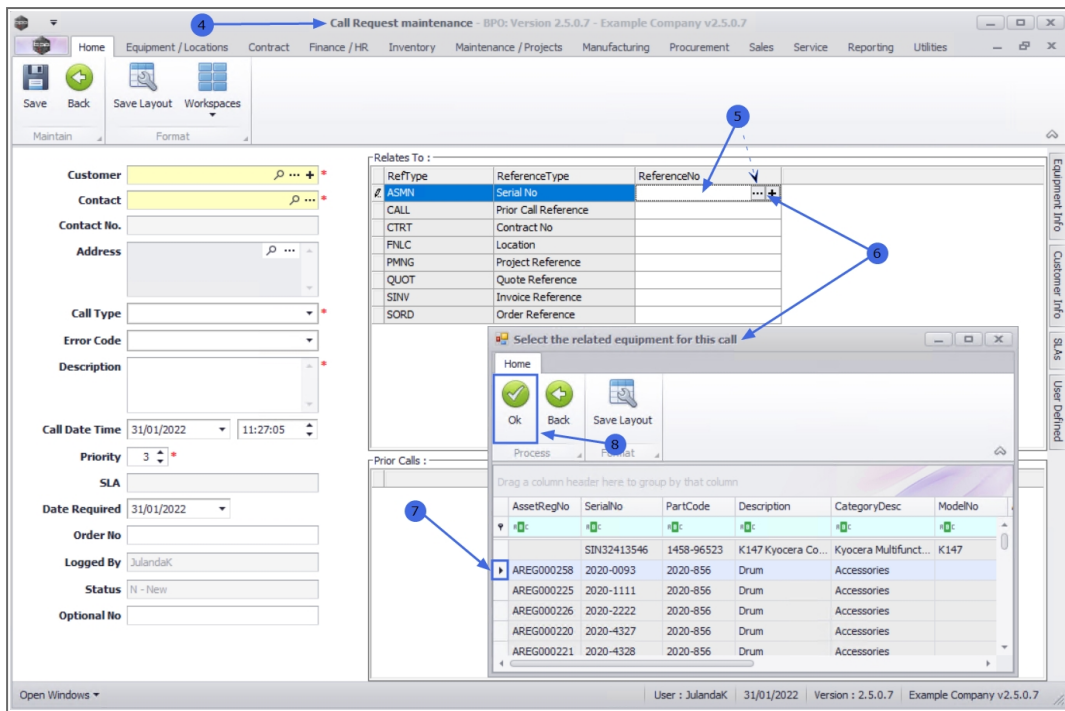 4
Call Request maintenance - BPO: Version 2.5.0.7 - Example Company v2.5.0.7
Home Equipment / Locations Contract Finance / HR Inventory Maintenance / Projects Manufacturing Procurement Sales Service Reporting Utilities
Save Back Save Layout Workspaces
Maintain Format
5
Relates To :
RefType ReferenceType ReferenceNo
ASMN Serial No
CALL Prior Call Reference
CTRT Contract No
FNLC Location
PMNG Project Reference
QUOT Quote Reference
SINV Invoice Reference
SORD Order Reference
6
Customer *
Contact *
Contact No.
Address
Call Type *
Error Code
Description *
Call Date Time 31/01/2022 11:27:05
Priority 3 *
SLA
Date Required 31/01/2022
Order No
Logged By JulandaK
Status N - New
Optional No
Select the related equipment for this call
Home
Ok Back Save Layout
8
Process Format
Prior Calls :
Drag a column header here to group by that column
7
AssetRegNo SerialNo PartCode Description CategoryDesc ModelNo
SIN32413546 1458-96523 K147 Kyocera Co... Kyocera Multifunct... K147
AREG000258 2020-0093 2020-856 Drum Accessories
AREG000225 2020-1111 2020-856 Drum Accessories
AREG000226 2020-2222 2020-856 Drum Accessories
AREG000220 2020-4327 2020-856 Drum Accessories
AREG000221 2020-4328 2020-856 Drum Accessories
Equipment Info
Customer Info
SLAs
User Defined
Open Windows User : JulandaK 31/01/2022 Version : 2.5.0.7 Example Company v2.5.0.7